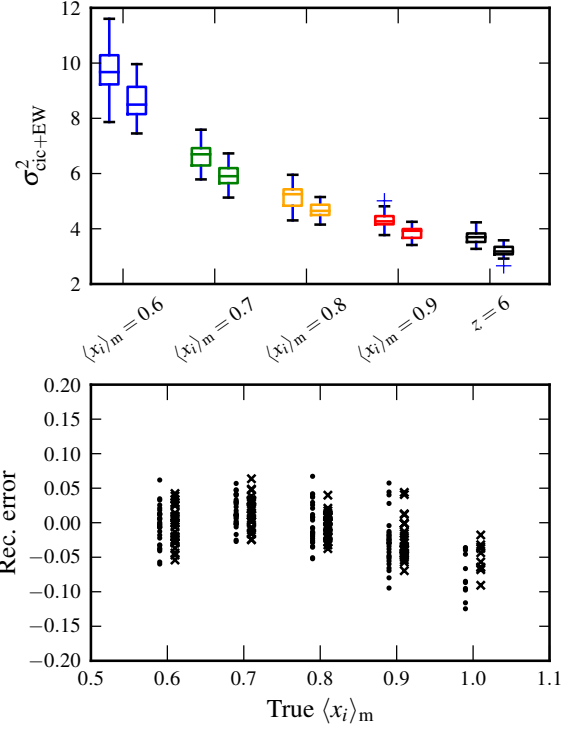 12
10
8
6
4
2
σ²cic+EW
⟨xᵢ⟩m = 0.6
⟨xᵢ⟩m = 0.7
⟨xᵢ⟩m = 0.8
⟨xᵢ⟩m = 0.9
z = 6
0.20
0.15
0.10
0.05
0.00
−0.05
−0.10
−0.15
−0.20
Rec. error
0.5 0.6 0.7 0.8 0.9 1.0 1.1
True ⟨xᵢ⟩m